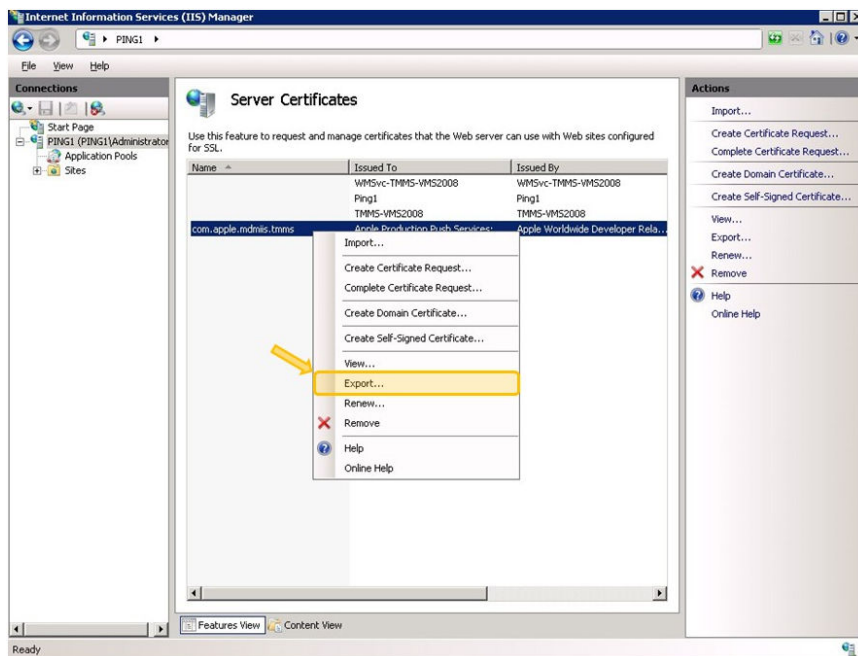 Internet Information Services (IIS) Manager
PING1
File View Help
Connections
Start Page
PING1 (PING1\Administrator
Application Pools
Sites
Server Certificates
Use this feature to request and manage certificates that the Web server can use with Web sites configured
for SSL.
Name Issued To Issued By
WMSvc-TMMS-VMS2008 WMSvc-TMMS-VMS2008
Ping1 Ping1
TMMS-VMS2008 TMMS-VMS2008
com.apple.mdmiis.tmms Apple Production Push Services: Apple Worldwide Developer Rela...
Import...
Create Certificate Request...
Complete Certificate Request...
Create Domain Certificate...
Create Self-Signed Certificate...
View...
Export...
Renew...
Remove
Help
Online Help
Features View Content View
Actions
Import...
Create Certificate Request...
Complete Certificate Request...
Create Domain Certificate...
Create Self-Signed Certificate...
View...
Export...
Renew...
Remove
Help
Online Help
Ready